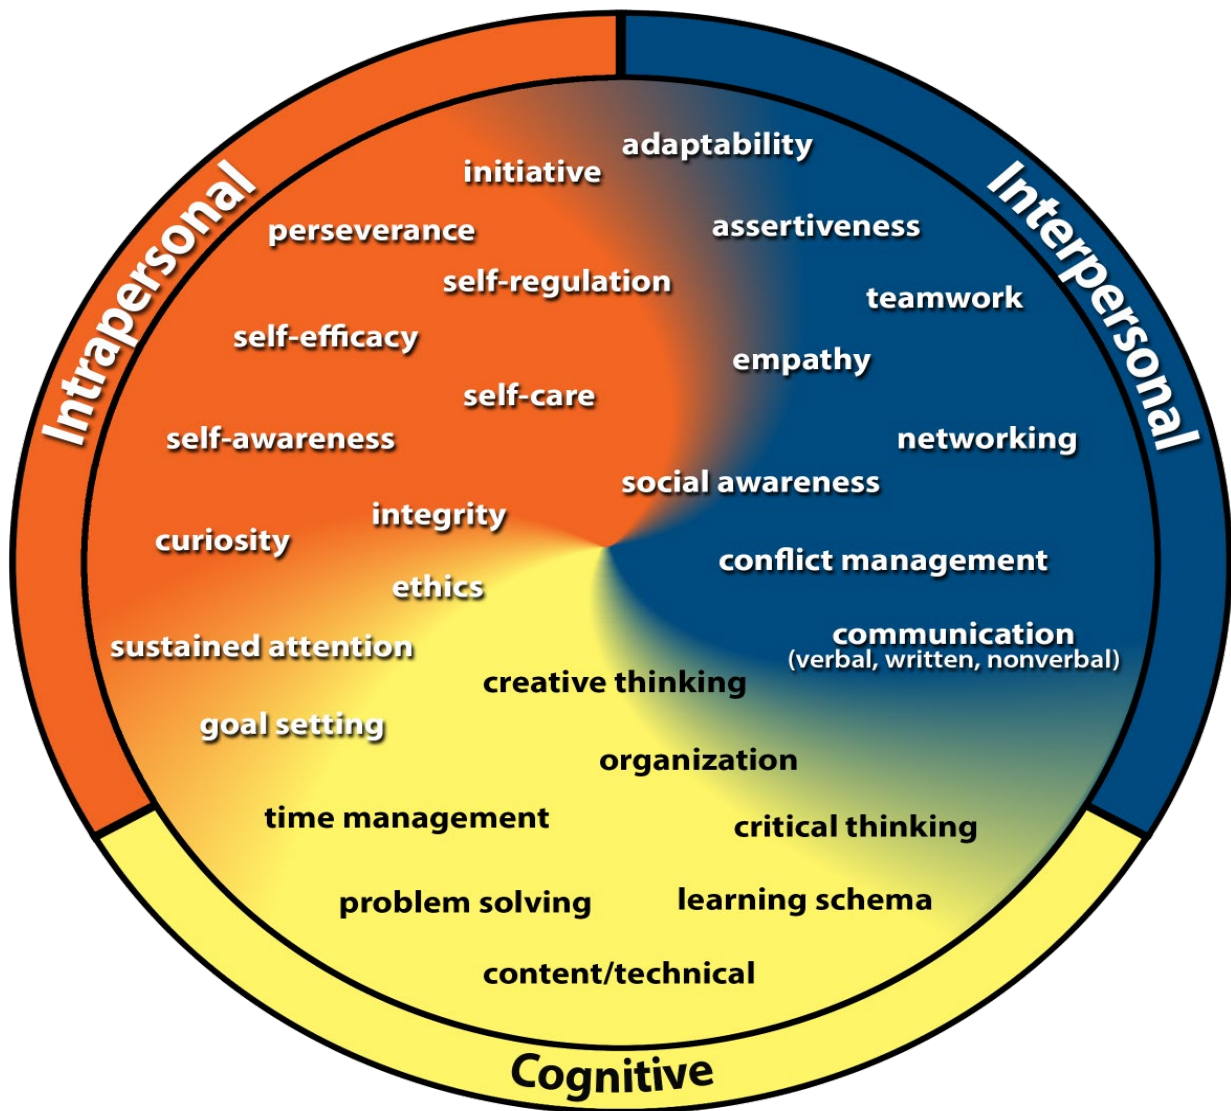 Intrapersonal
initiative
perseverance
self-regulation
self-efficacy
self-care
self-awareness
integrity
curiosity
ethics
sustained attention
goal setting
Interpersonal
adaptability
assertiveness
teamwork
empathy
networking
social awareness
conflict management
communication
(verbal, written, nonverbal)
creative thinking
organization
time management
critical thinking
problem solving
learning schema
content/technical
Cognitive